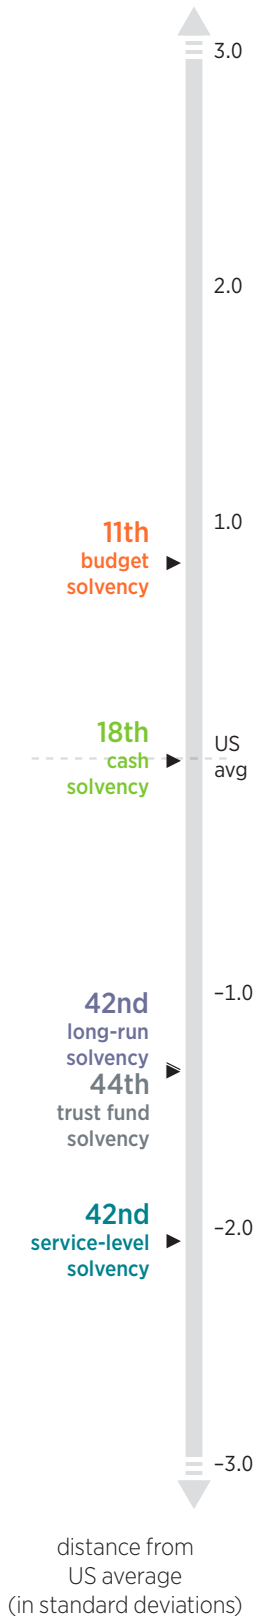 3.0
2.0
1.0
11th
budget
solvency
18th
cash
solvency
US
avg
–1.0
42nd
long-run
solvency
44th
trust fund
solvency
42nd
service-level
solvency
–2.0
–3.0
distance from
US average
(in standard deviations)